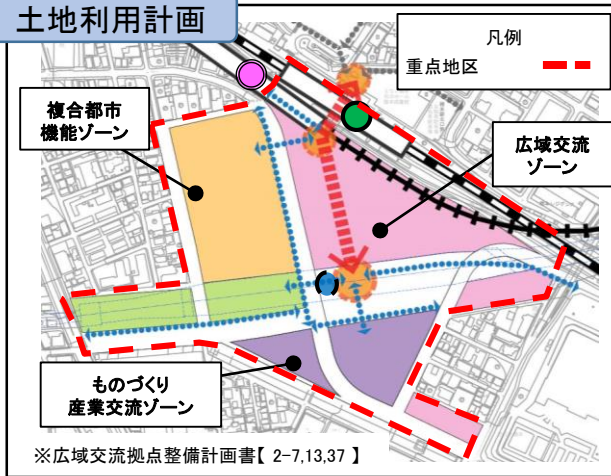 土地利用計画
凡例
重点地区
複合都市
機能ゾーン
広域交流
ゾーン
ものづくり
産業交流ゾーン
※広域交流拠点整備計画書【 2-7,13,37 】